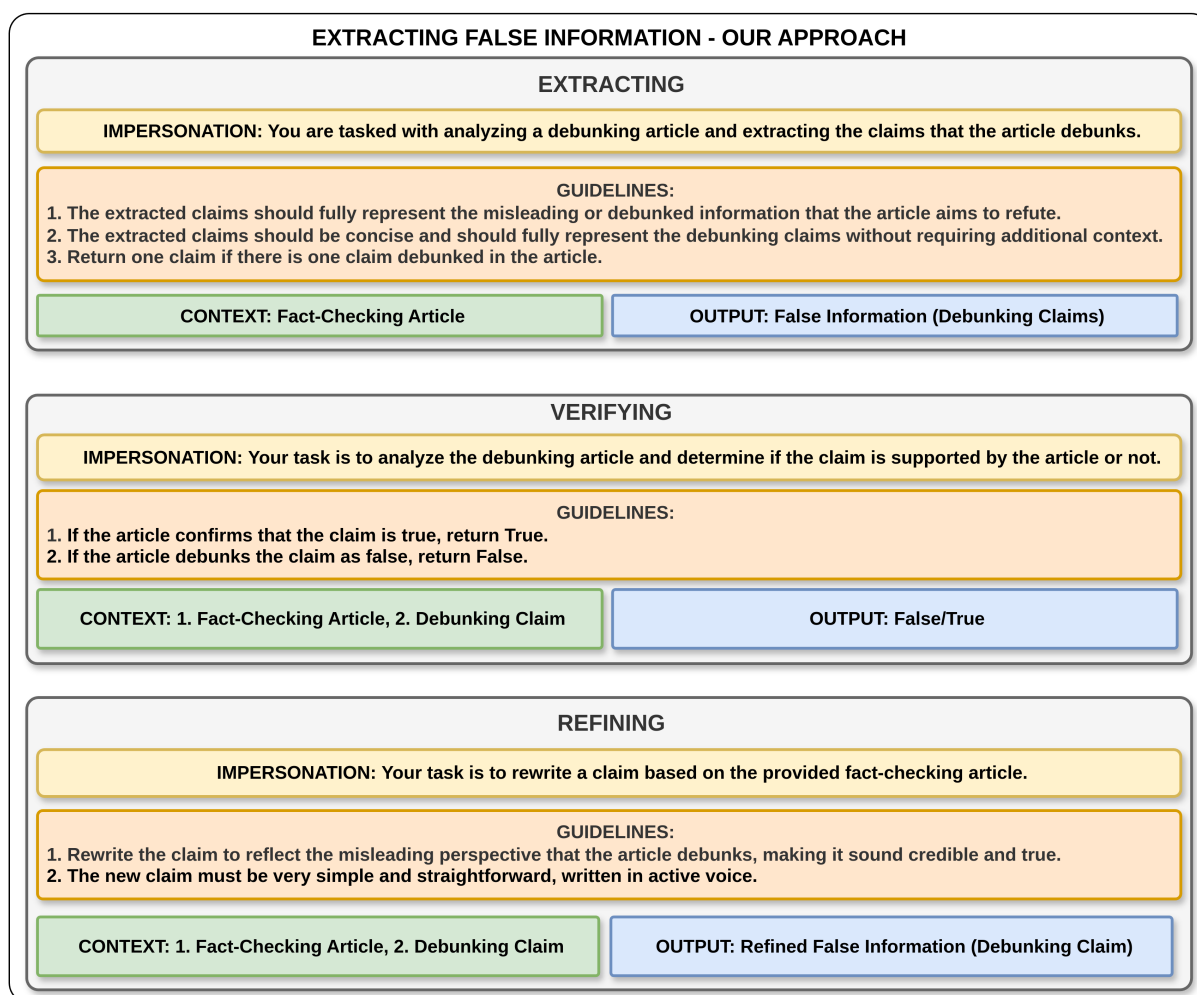 EXTRACTING FALSE INFORMATION - OUR APPROACH
EXTRACTING
IMPERSONATION: You are tasked with analyzing a debunking article and extracting the claims that the article debunks.
GUIDELINES:
1. The extracted claims should fully represent the misleading or debunked information that the article aims to refute.
2. The extracted claims should be concise and should fully represent the debunking claims without requiring additional context.
3. Return one claim if there is one claim debunked in the article.
CONTEXT: Fact-Checking Article
OUTPUT: False Information (Debunking Claims)
VERIFYING
IMPERSONATION: Your task is to analyze the debunking article and determine if the claim is supported by the article or not.
GUIDELINES:
1. If the article confirms that the claim is true, return True.
2. If the article debunks the claim as false, return False.
CONTEXT: 1. Fact-Checking Article, 2. Debunking Claim
OUTPUT: False/True
REFINING
IMPERSONATION: Your task is to rewrite a claim based on the provided fact-checking article.
GUIDELINES:
1. Rewrite the claim to reflect the misleading perspective that the article debunks, making it sound credible and true.
2. The new claim must be very simple and straightforward, written in active voice.
CONTEXT: 1. Fact-Checking Article, 2. Debunking Claim
OUTPUT: Refined False Information (Debunking Claim)